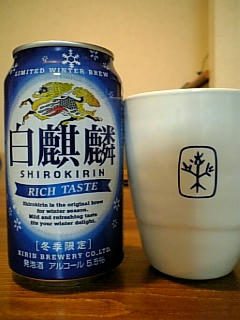 LIMITED WINTER BREW
白麒麟
SHIROKIRIN
RICH TASTE
Shirokirin is the original brew
for winter season.
Mild and refreshing taste
fits your winter delight.
[冬季限定]
KIRIN BREWERY CO., LTD.
発泡酒 アルコール 5.5%